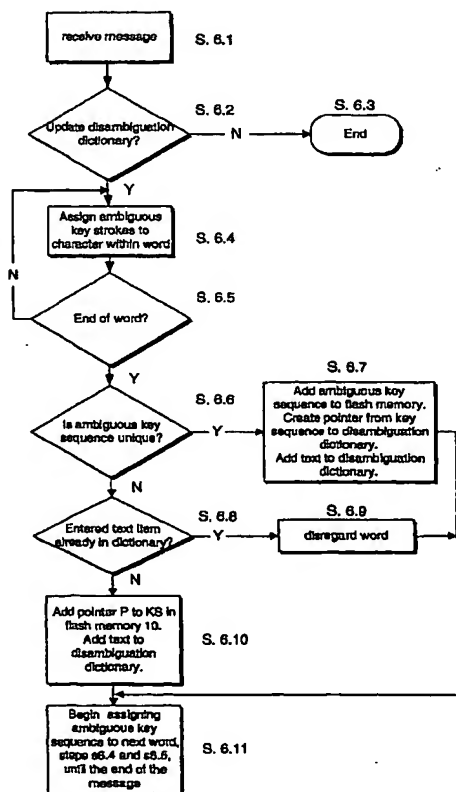 receive message
S. 6.1
Update disambiguation
dictionary?
S. 6.2
N
S. 6.3
End
Y
Assign ambiguous
key strokes to
character within word
S. 6.4
N
End of word?
S. 6.5
Y
Is ambiguous key
sequence unique?
S. 6.6
Y
S. 6.7
Add ambiguous key
sequence to flash memory.
Create pointer from key
sequence to disambiguation
dictionary.
Add text to disambiguation
dictionary.
N
Entered text item
already in dictionary?
S. 6.8
Y
S. 6.9
disregard word
N
Add pointer P to KS in
flash memory 10.
Add text to
disambiguation
dictionary.
S. 6.10
Begin assigning
ambiguous key
sequence to next word,
steps s6.4 and s6.5,
until the end of the
message
S. 6.11